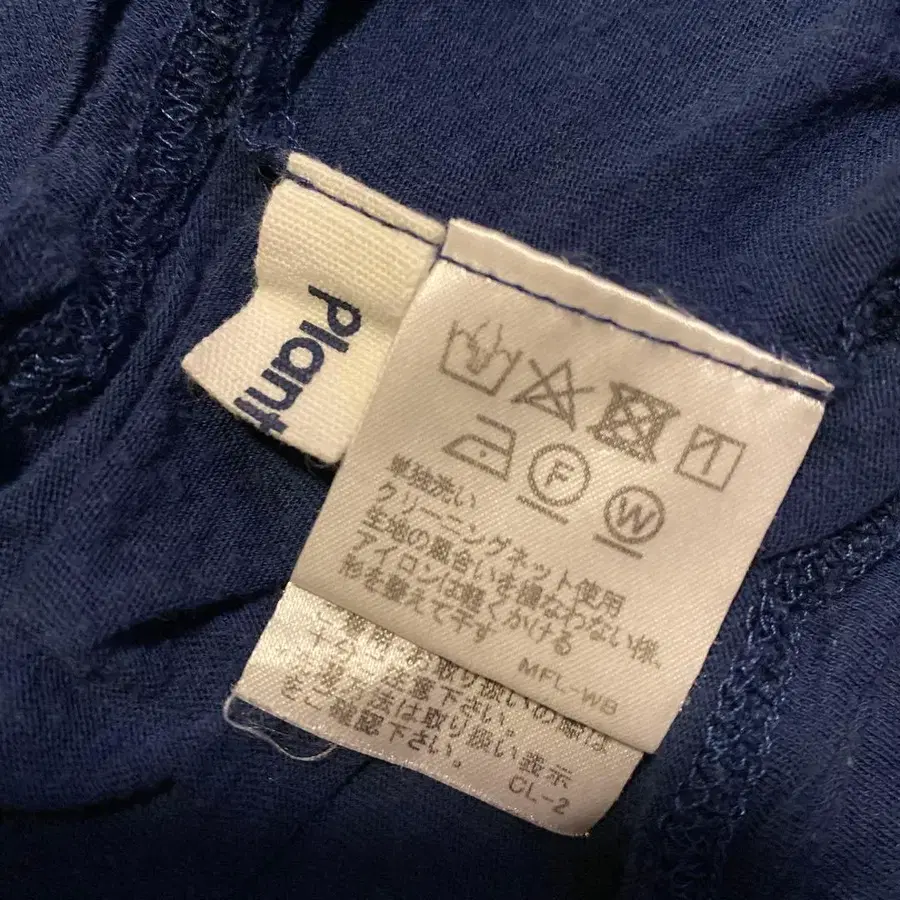 Plant
F
W
単独洗い
クリーニングネット使用
生地の風合いを損なわない様、
アイロンは軽くかける
形を整えて干す
MFL-WB
取り扱いの際は
十分ご注意下さい。
方法は取り扱い表示
をご確認下さい。
CL-2